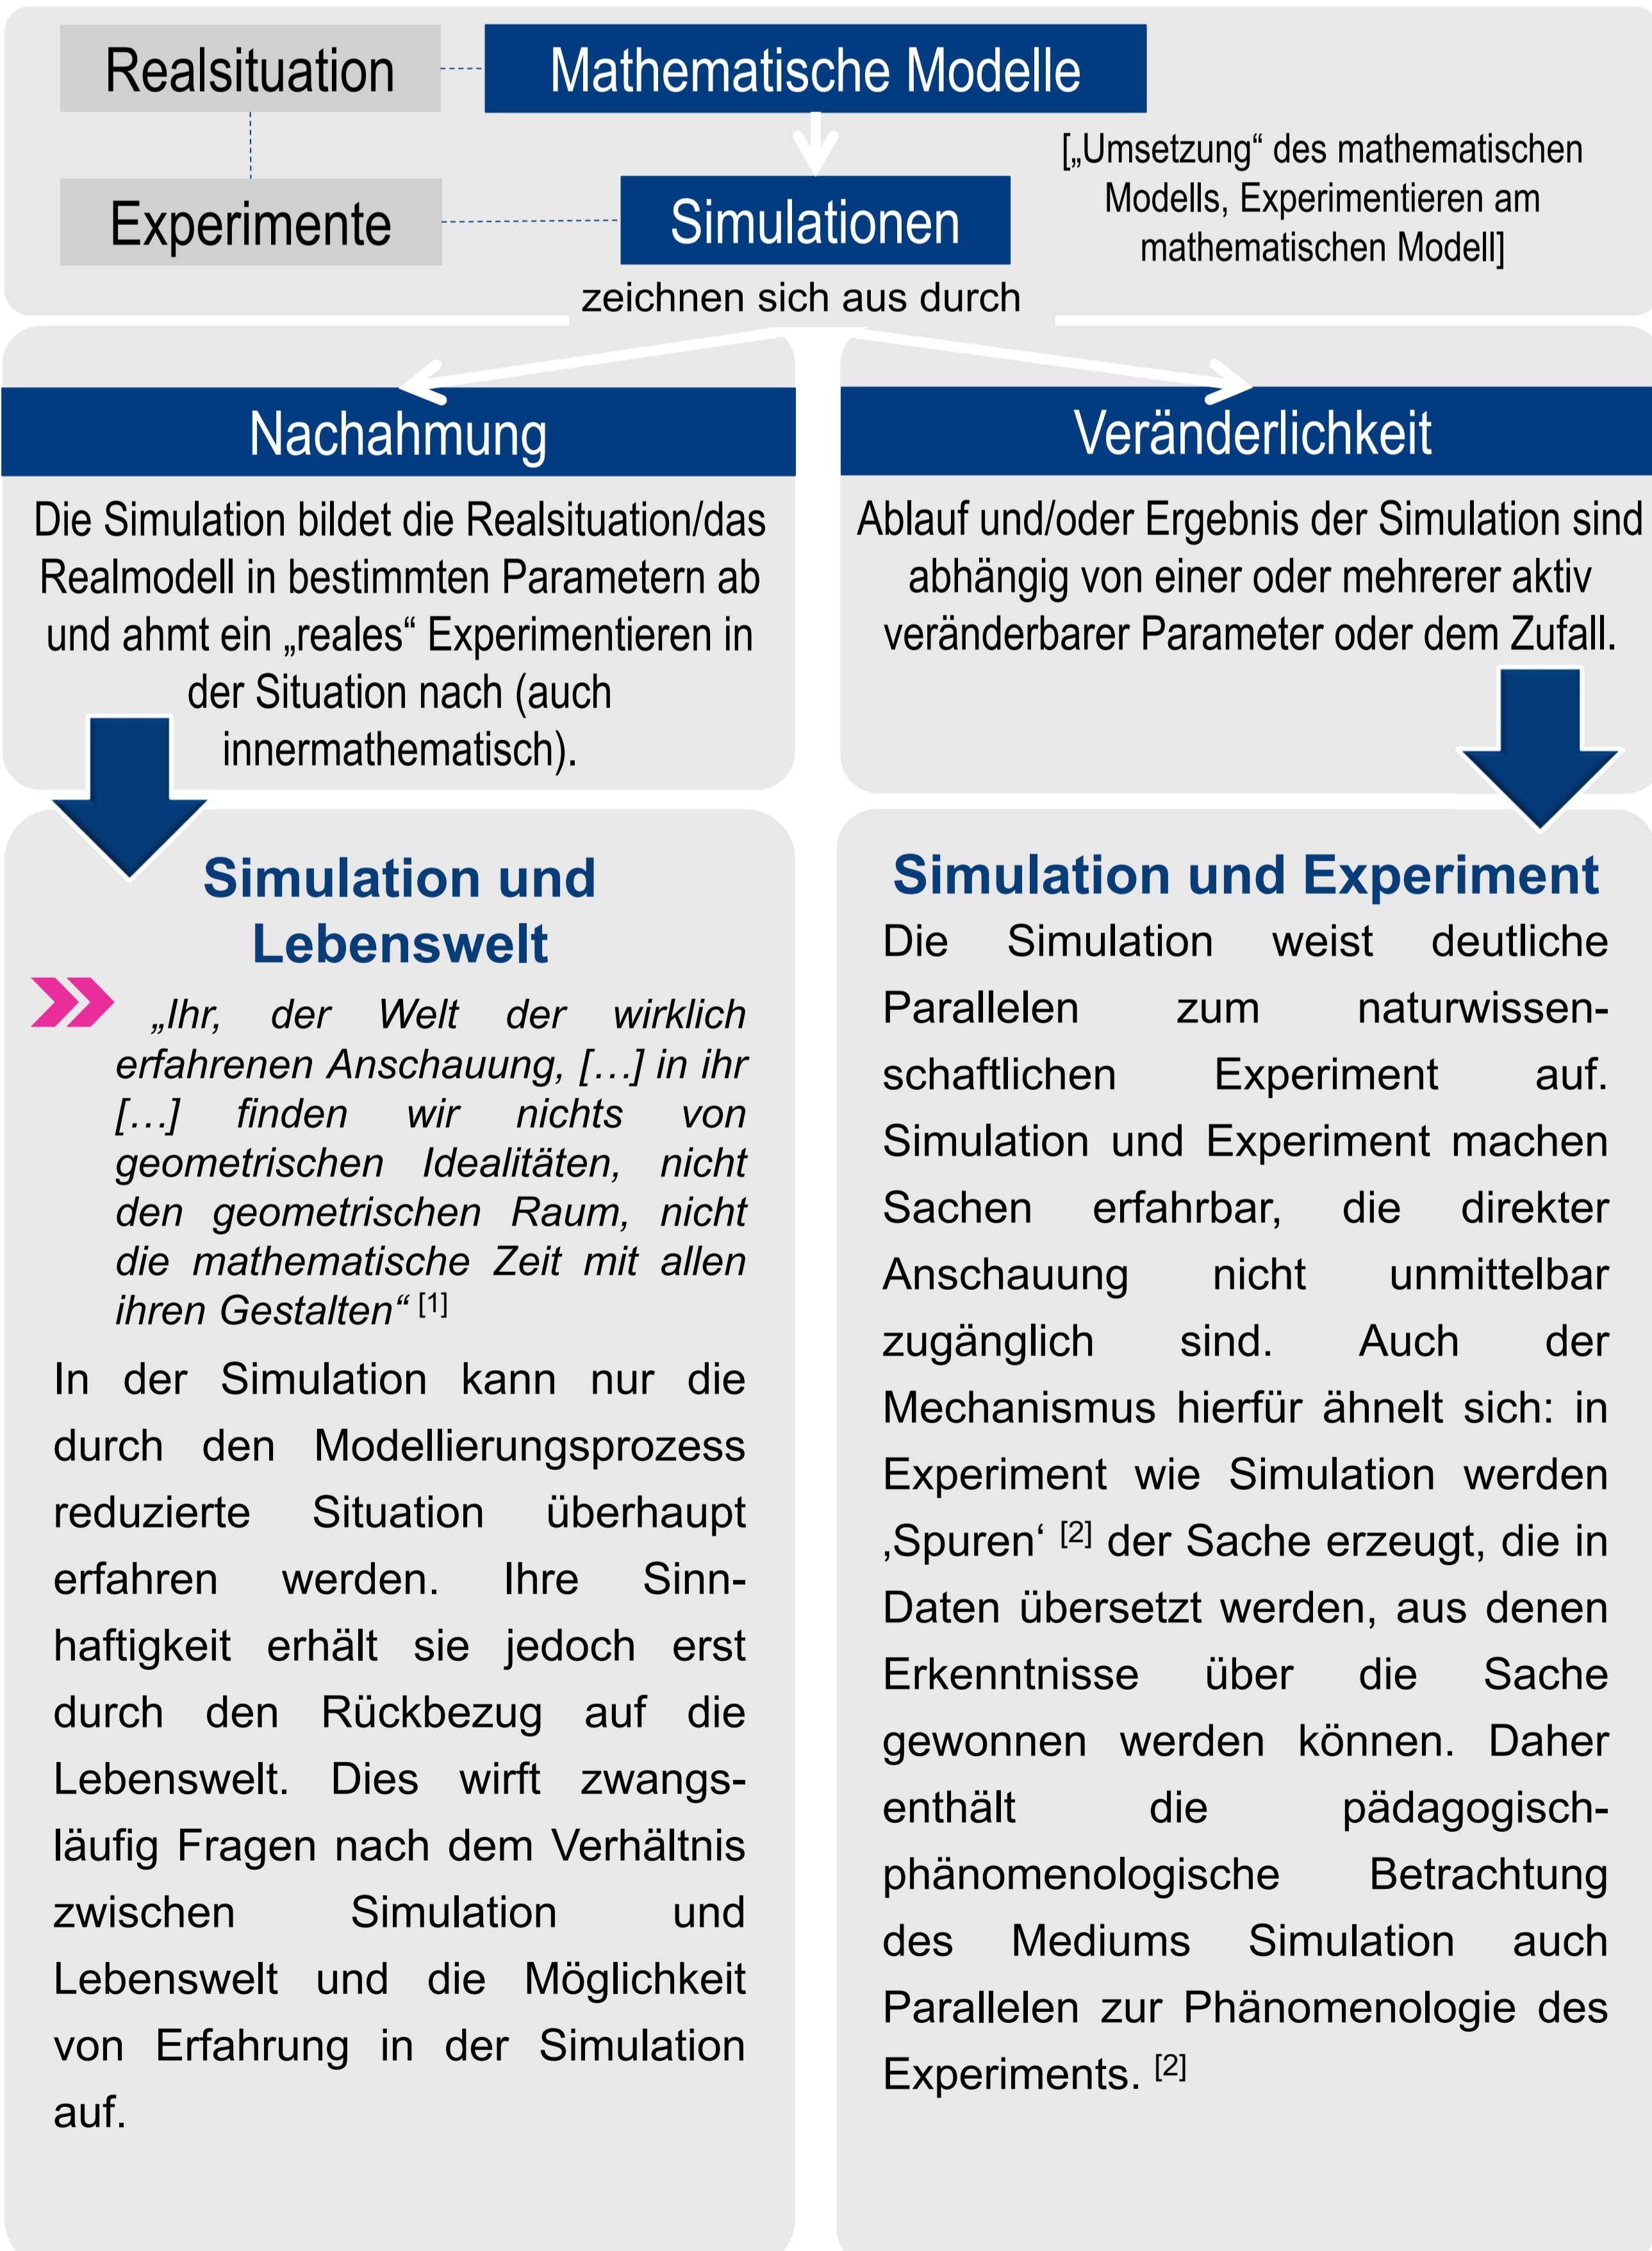 Realsituation
Mathematische Modelle
[„Umsetzung“ des mathematischen
Modells, Experimentieren am
mathematischen Modell]
Experimente
Simulationen
zeichnen sich aus durch
Nachahmung
Die Simulation bildet die Realsituation/das
Realmodell in bestimmten Parametern ab
und ahmt ein „reales“ Experimentieren in
der Situation nach (auch
innermathematisch).
Veränderlichkeit
Ablauf und/oder Ergebnis der Simulation sind
abhängig von einer oder mehrerer aktiv
veränderbarer Parameter oder dem Zufall.
Simulation und
Lebenswelt
„Ihr, der Welt der wirklich
erfahrenen Anschauung, […] in ihr
[…] finden wir nichts von
geometrischen Idealitäten, nicht
den geometrischen Raum, nicht
die mathematische Zeit mit allen
ihren Gestalten“ [1]
In der Simulation kann nur die
durch den Modellierungsprozess
reduzierte Situation überhaupt
erfahren werden. Ihre Sinn-
haftigkeit erhält sie jedoch erst
durch den Rückbezug auf die
Lebenswelt. Dies wirft zwangs-
läufig Fragen nach dem Verhältnis
zwischen Simulation und
Lebenswelt und die Möglichkeit
von Erfahrung in der Simulation
auf.
Simulation und Experiment
Die Simulation weist deutliche
Parallelen zum naturwissen-
schaftlichen Experiment auf.
Simulation und Experiment machen
Sachen erfahrbar, die direkter
Anschauung nicht unmittelbar
zugänglich sind. Auch der
Mechanismus hierfür ähnelt sich: in
Experiment wie Simulation werden
‚Spuren‘ [2] der Sache erzeugt, die in
Daten übersetzt werden, aus denen
Erkenntnisse über die Sache
gewonnen werden können. Daher
enthält die pädagogisch-
phänomenologische Betrachtung
des Mediums Simulation auch
Parallelen zur Phänomenologie des
Experiments. [2]